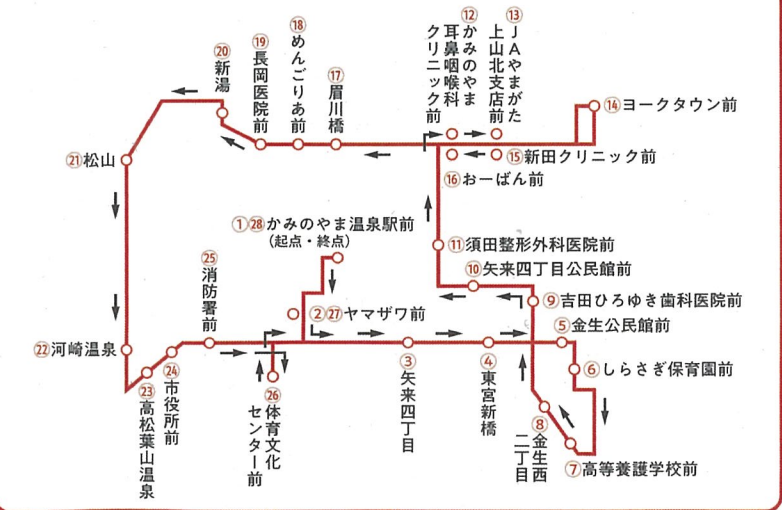 ⑱めんごりあ前
⑲長岡医院前
⑳新湯
⑰眉川橋
⑫かみのやま
耳鼻咽喉科
クリニック前
⑬JAやまがた
上山北支店前
⑭ヨークタウン前
⑮新田クリニック前
⑯おーばん前
㉑松山
①㉘かみのやま温泉駅前
(起点・終点)
⑪須田整形外科医院前
⑩矢来四丁目公民館前
⑨吉田ひろゆき歯科医院前
㉕消防署前
②㉗ヤマザワ前
⑤金生公民館前
㉒河崎温泉
⑥しらさぎ保育園前
③矢来四丁目
④東宮新橋
㉔市役所前
㉓高松葉山温泉
㉖体育文化
センター前
⑧金生西
二丁目
⑦高等養護学校前